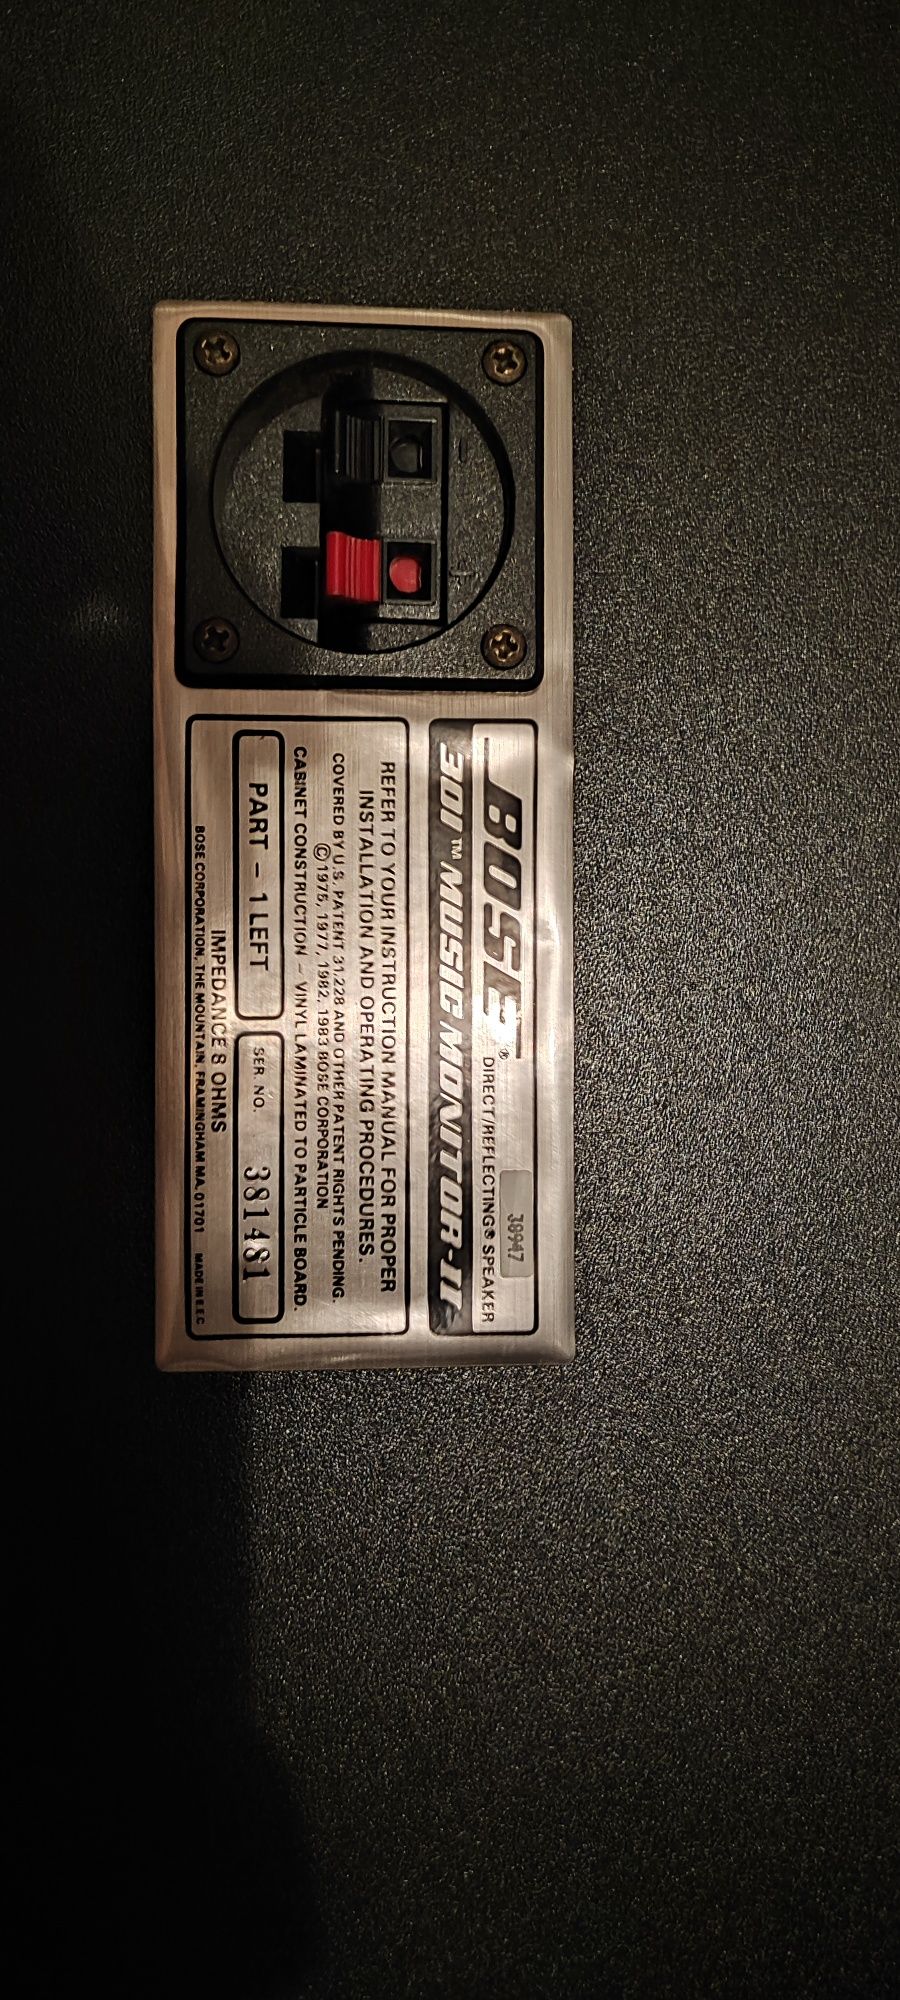 BOSE® DIRECT/REFLECTING® SPEAKER
38947
301™ MUSIC MONITOR-II
REFER TO YOUR INSTRUCTION MANUAL FOR PROPER
INSTALLATION AND OPERATING PROCEDURES.
COVERED BY U.S. PATENT 31,228 AND OTHER PATENT RIGHTS PENDING.
© 1975, 1977, 1982, 1983 BOSE CORPORATION
CABINET CONSTRUCTION – VINYL LAMINATED TO PARTICLE BOARD.
PART – 1 LEFT
SER NO. 381481
IMPEDANCE 8 OHMS
BOSE CORPORATION, THE MOUNTAIN, FRAMINGHAM MA. 01701 MADE IN E.E.C
- +